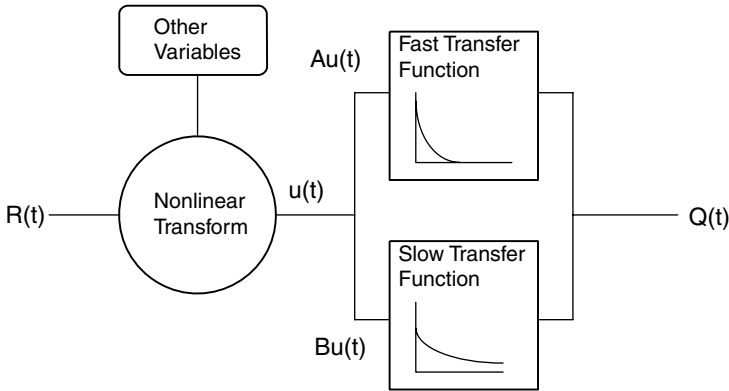 Other
Variables
Au(t)
Fast Transfer
Function
R(t)
Nonlinear
Transform
u(t)
Q(t)
Slow Transfer
Function
Bu(t)